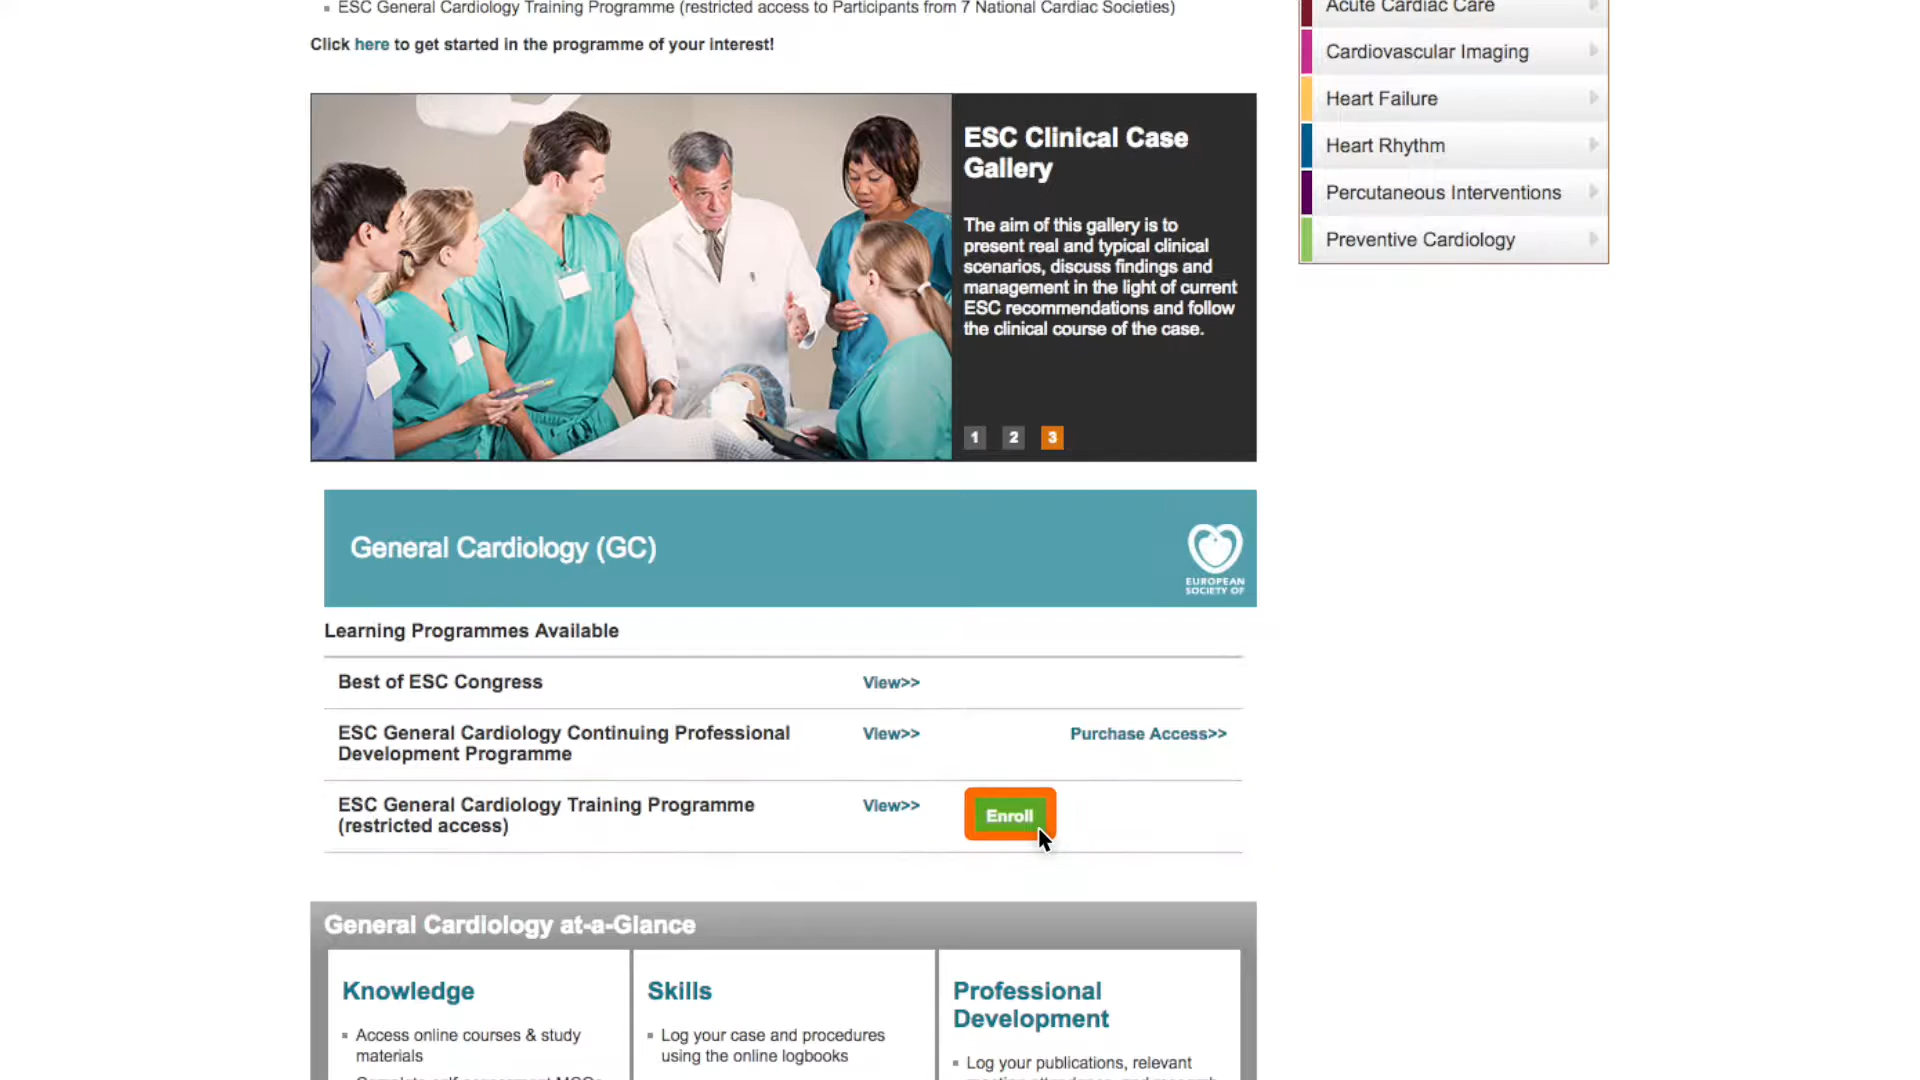 ESC General Cardiology Training Programme (restricted access to Participants from 7 National Cardiac Societies)
Click here to get started in the programme of your interest!
Acute Cardiac Care
Cardiovascular Imaging
Heart Failure
Heart Rhythm
Percutaneous Interventions
Preventive Cardiology
ESC Clinical Case
Gallery
The aim of this gallery is to
present real and typical clinical
scenarios, discuss findings and
management in the light of current
ESC recommendations and follow
the clinical course of the case.
1 2 3
General Cardiology (GC)
EUROPEAN
SOCIETY OF
Learning Programmes Available
Best of ESC Congress View>>
ESC General Cardiology Continuing Professional View>> Purchase Access>>
Development Programme
ESC General Cardiology Training Programme View>> Enroll
(restricted access)
General Cardiology at-a-Glance
Knowledge
Access online courses & study
materials
Skills
Log your case and procedures
using the online logbooks
Professional
Development
Log your publications, relevant